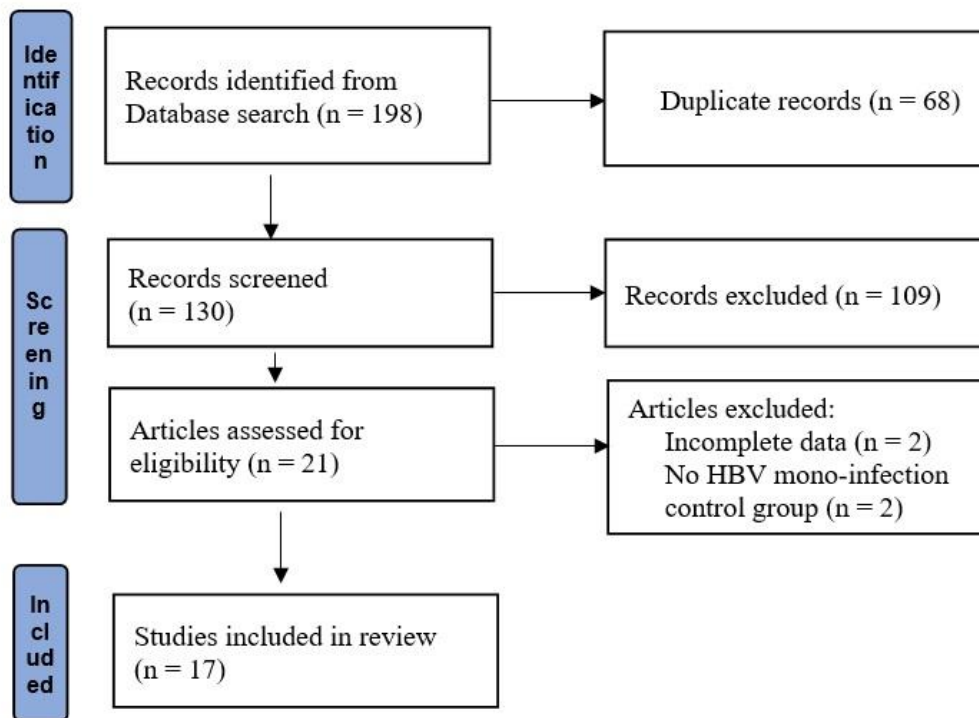 Ide
ntif
ica
tio
n
Records identified from
Database search (n = 198)
Duplicate records (n = 68)
Sc
re
en
in
g
Records screened
(n = 130)
Records excluded (n = 109)
Articles assessed for
eligibility (n = 21)
Articles excluded:
Incomplete data (n = 2)
No HBV mono-infection
control group (n = 2)
In
cl
ud
ed
Studies included in review
(n = 17)